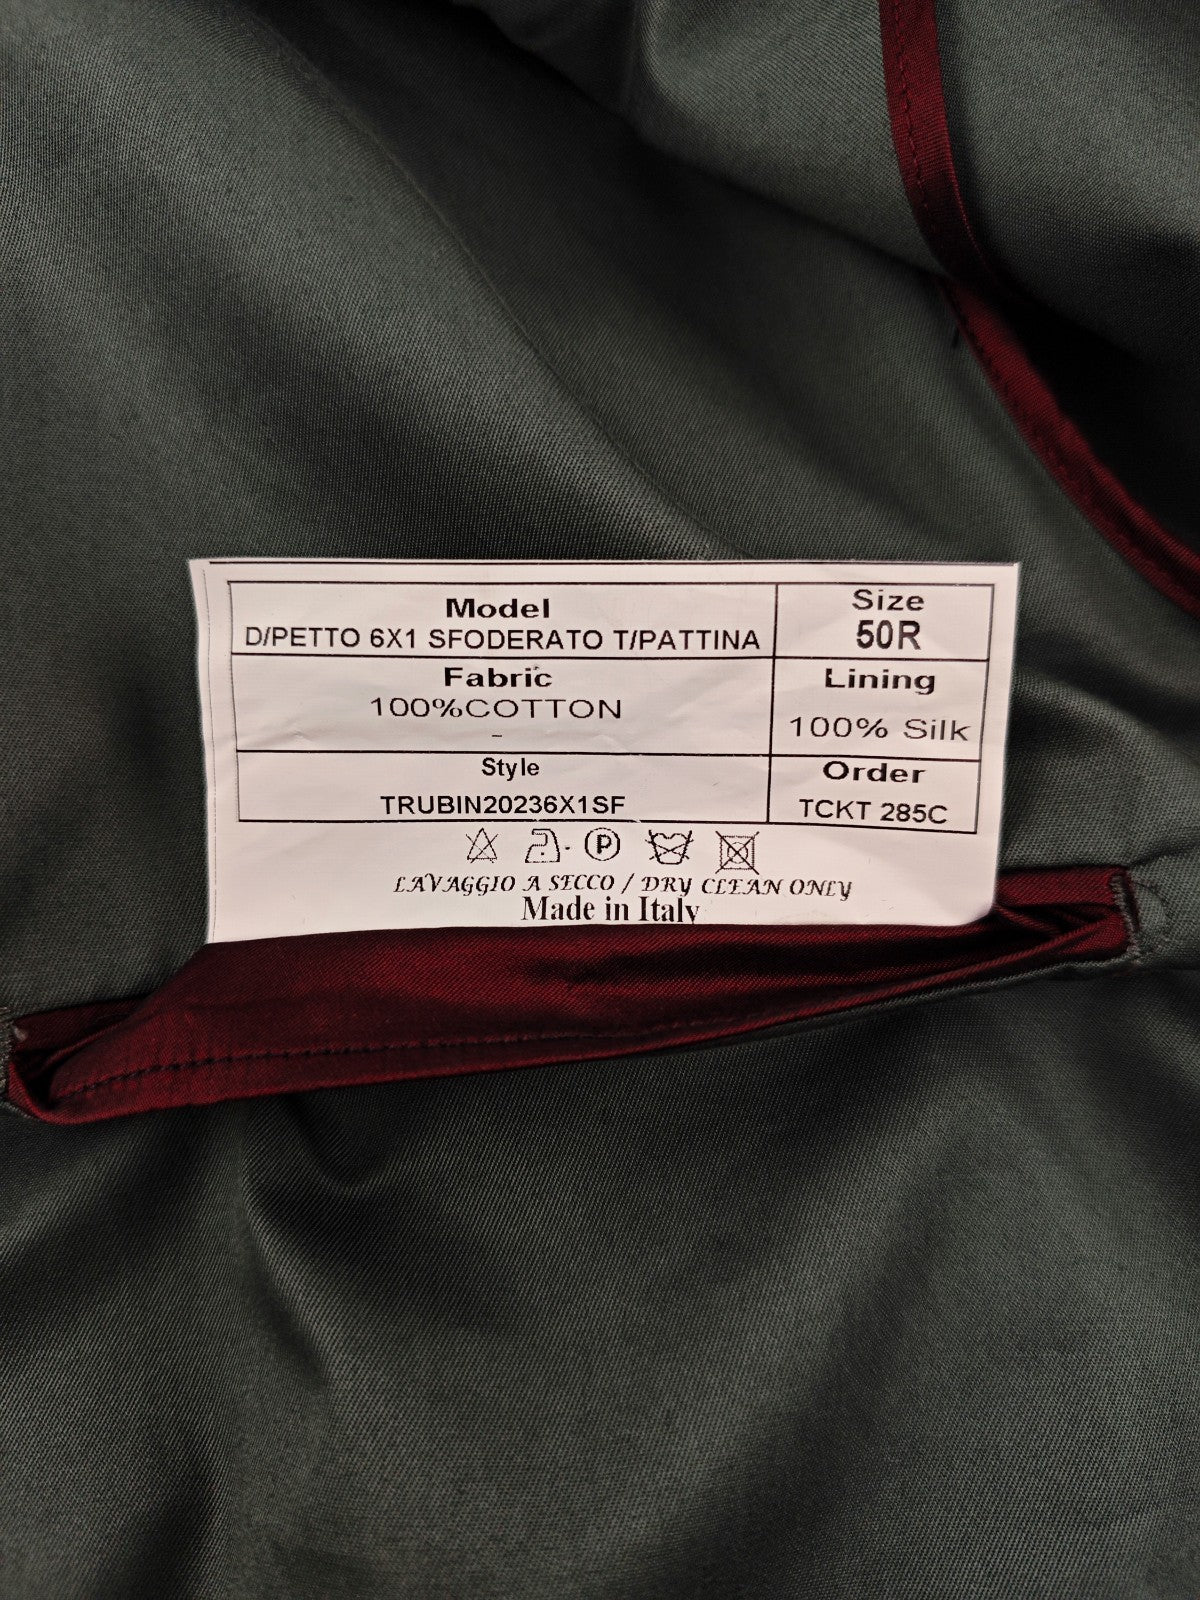 Model
D/PETTO 6X1 SFODERATO T/PATTINA
Size
50R
Fabric
100%COTTON
-
Lining
100% Silk
Style
TRUBIN20236X1SF
Order
TCKT 285C
P
LAVAGGIO A SECCO / DRY CLEAN ONLY
Made in Italy